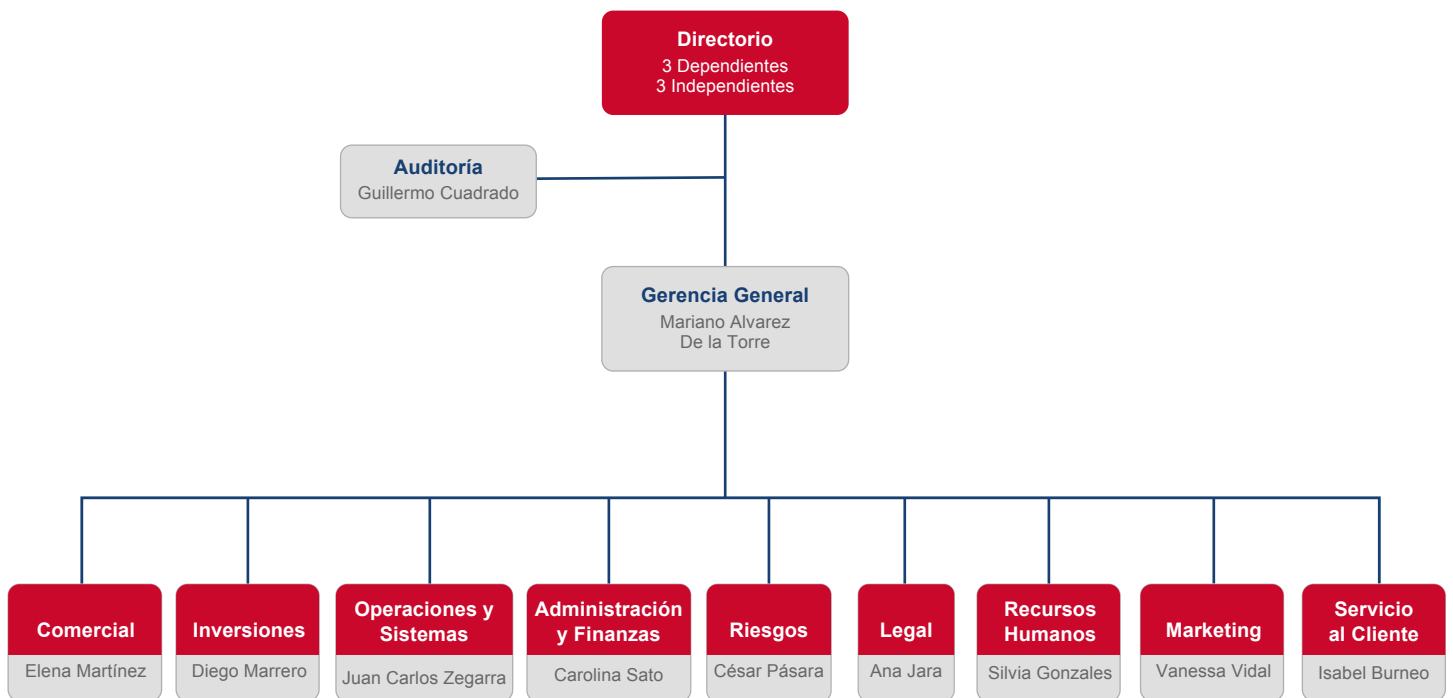 Directorio
3 Dependientes
3 Independientes
Auditoría
Guillermo Cuadrado
Gerencia General
Mariano Alvarez
De la Torre
Comercial
Elena Martínez
Inversiones
Diego Marrero
Operaciones y
Sistemas
Juan Carlos Zegarra
Administración
y Finanzas
Carolina Sato
Riesgos
César Pásara
Legal
Ana Jara
Recursos
Humanos
Silvia Gonzales
Marketing
Vanessa Vidal
Servicio
al Cliente
Isabel Burneo